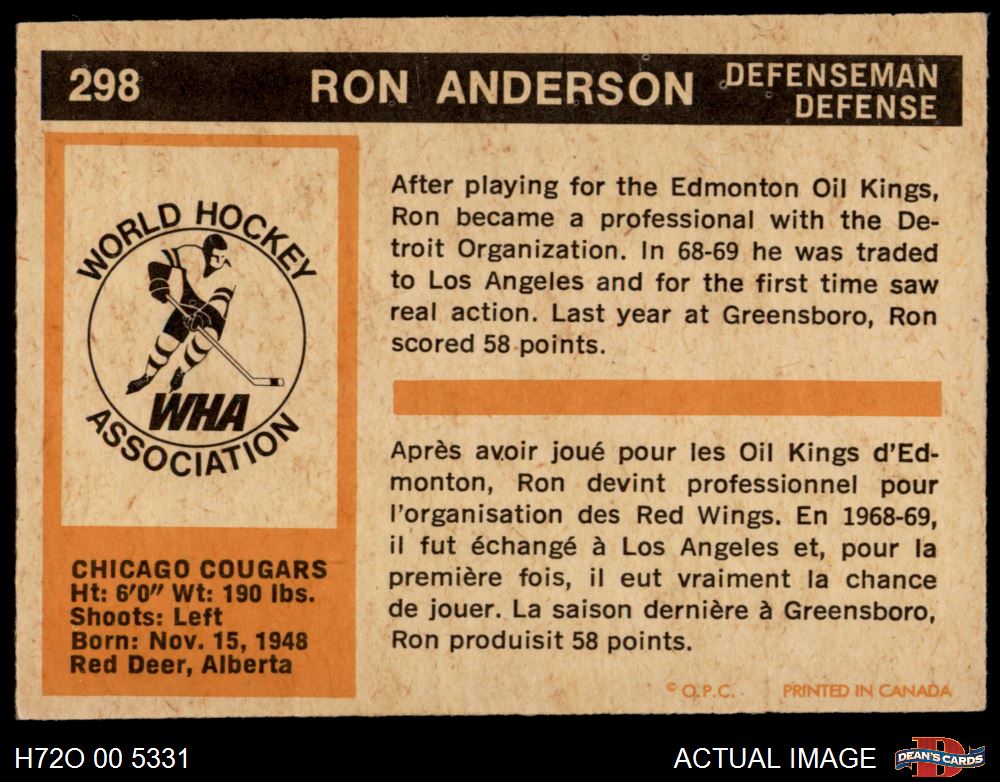 298 RON ANDERSON DEFENSEMAN
DEFENSE
WORLD HOCKEY
WHA
ASSOCIATION
CHICAGO COUGARS
Ht: 6'0" Wt: 190 lbs.
Shoots: Left
Born: Nov. 15, 1948
Red Deer, Alberta
After playing for the Edmonton Oil Kings,
Ron became a professional with the De-
troit Organization. In 68-69 he was traded
to Los Angeles and for the first time saw
real action. Last year at Greensboro, Ron
scored 58 points.
Après avoir joué pour les Oil Kings d'Ed-
monton, Ron devint professionnel pour
l'organisation des Red Wings. En 1968-69,
il fut échangé à Los Angeles et, pour la
première fois, il eut vraiment la chance
de jouer. La saison dernière à Greensboro,
Ron produisit 58 points.
© O.P.C. PRINTED IN CANADA
H72O 00 5331 ACTUAL IMAGE
D
DEAN'S CARDS